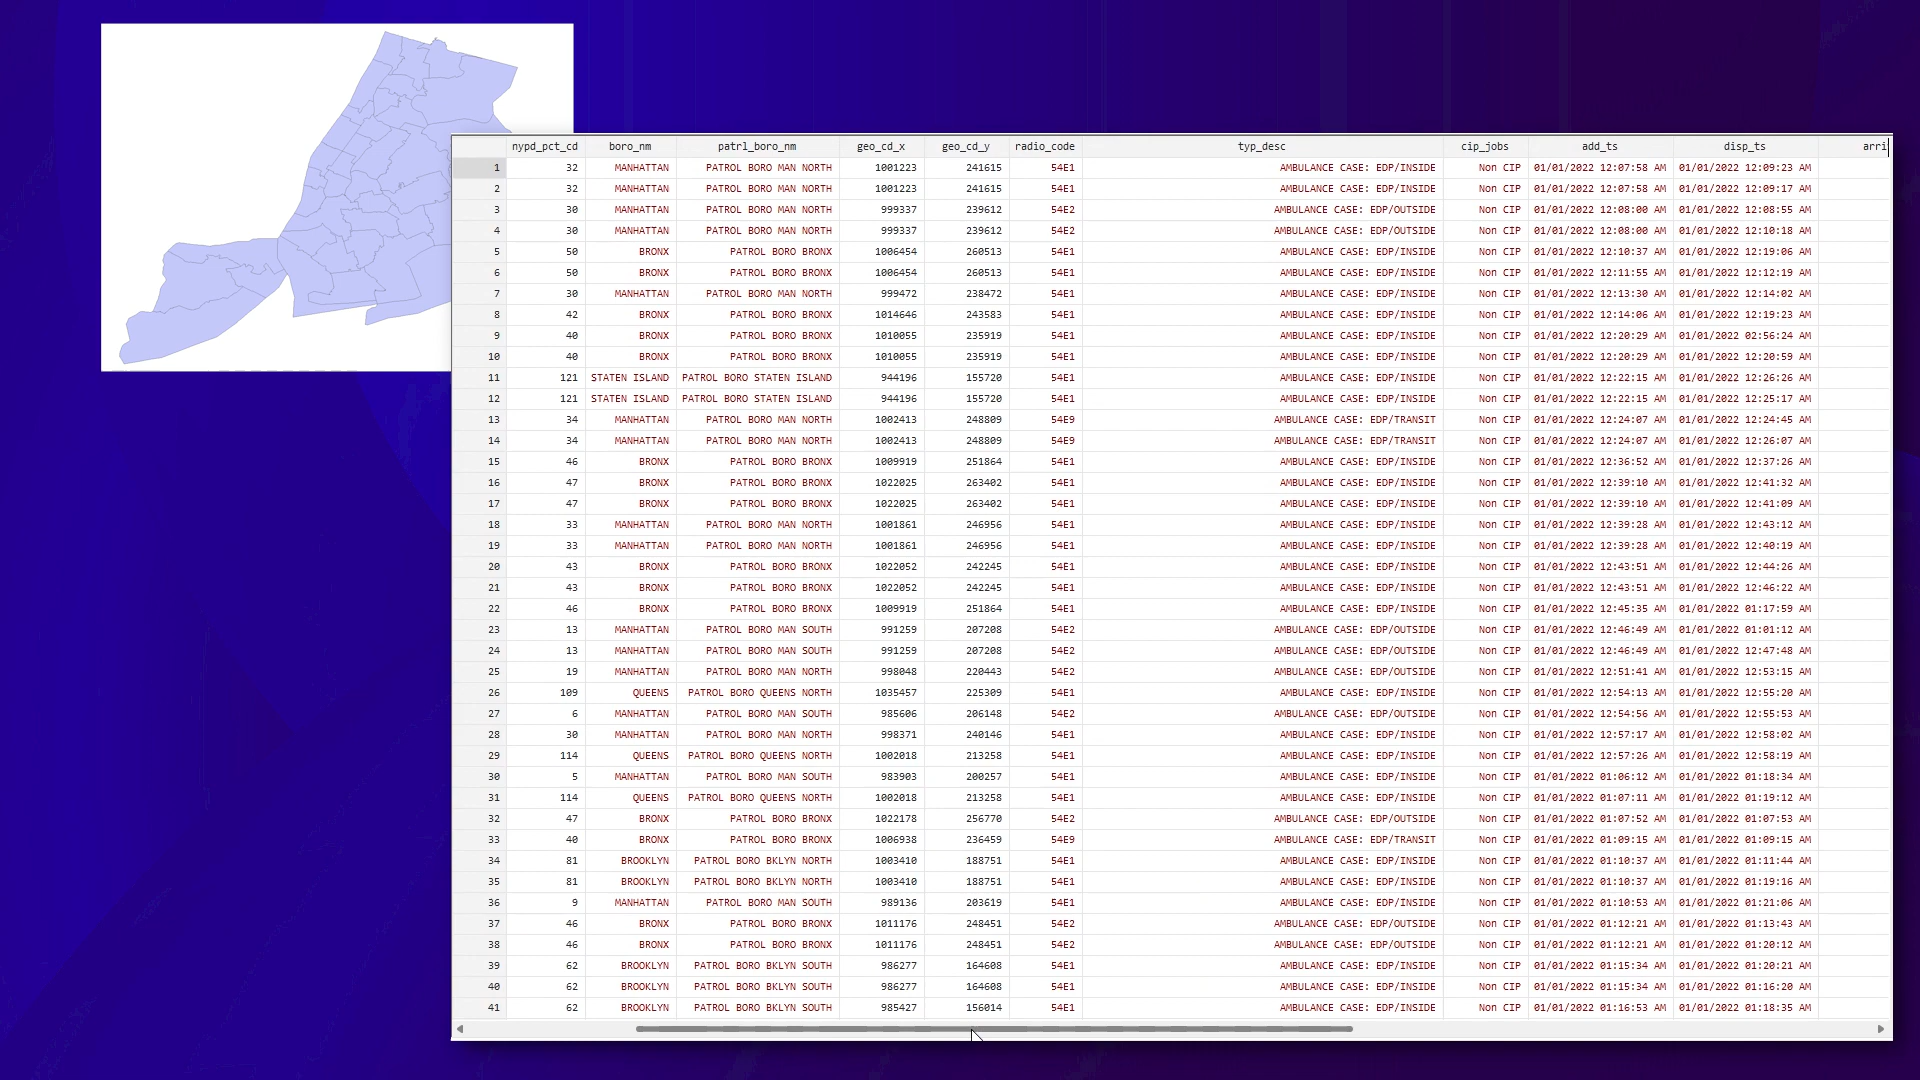 nypd_pct_cd boro_nm patrl_boro_nm geo_cd_x geo_cd_y radio_code typ_desc cip_jobs add_ts disp_ts arri
1 32 MANHATTAN PATROL BORO MAN NORTH 1001223 241615 54E1 AMBULANCE CASE: EDP/INSIDE Non CIP 01/01/2022 12:07:58 AM 01/01/2022 12:09:23 AM
2 32 MANHATTAN PATROL BORO MAN NORTH 1001223 241615 54E1 AMBULANCE CASE: EDP/INSIDE Non CIP 01/01/2022 12:07:58 AM 01/01/2022 12:09:17 AM
3 30 MANHATTAN PATROL BORO MAN NORTH 999337 239612 54E2 AMBULANCE CASE: EDP/OUTSIDE Non CIP 01/01/2022 12:08:00 AM 01/01/2022 12:08:55 AM
4 30 MANHATTAN PATROL BORO MAN NORTH 999337 239612 54E2 AMBULANCE CASE: EDP/OUTSIDE Non CIP 01/01/2022 12:08:00 AM 01/01/2022 12:10:18 AM
5 50 BRONX PATROL BORO BRONX 1006454 260513 54E1 AMBULANCE CASE: EDP/INSIDE Non CIP 01/01/2022 12:10:37 AM 01/01/2022 12:19:06 AM
6 50 BRONX PATROL BORO BRONX 1006454 260513 54E1 AMBULANCE CASE: EDP/INSIDE Non CIP 01/01/2022 12:11:55 AM 01/01/2022 12:12:19 AM
7 30 MANHATTAN PATROL BORO MAN NORTH 999472 238472 54E1 AMBULANCE CASE: EDP/INSIDE Non CIP 01/01/2022 12:13:30 AM 01/01/2022 12:14:02 AM
8 42 BRONX PATROL BORO BRONX 1014646 243583 54E1 AMBULANCE CASE: EDP/INSIDE Non CIP 01/01/2022 12:14:06 AM 01/01/2022 12:19:23 AM
9 40 BRONX PATROL BORO BRONX 1010055 235919 54E1 AMBULANCE CASE: EDP/INSIDE Non CIP 01/01/2022 12:20:29 AM 01/01/2022 02:56:24 AM
10 40 BRONX PATROL BORO BRONX 1010055 235919 54E1 AMBULANCE CASE: EDP/INSIDE Non CIP 01/01/2022 12:20:29 AM 01/01/2022 12:20:59 AM
11 121 STATEN ISLAND PATROL BORO STATEN ISLAND 944196 155720 54E1 AMBULANCE CASE: EDP/INSIDE Non CIP 01/01/2022 12:22:15 AM 01/01/2022 12:26:26 AM
12 121 STATEN ISLAND PATROL BORO STATEN ISLAND 944196 155720 54E1 AMBULANCE CASE: EDP/INSIDE Non CIP 01/01/2022 12:22:15 AM 01/01/2022 12:25:17 AM
13 34 MANHATTAN PATROL BORO MAN NORTH 1002413 248809 54E9 AMBULANCE CASE: EDP/TRANSIT Non CIP 01/01/2022 12:24:07 AM 01/01/2022 12:24:45 AM
14 34 MANHATTAN PATROL BORO MAN NORTH 1002413 248809 54E9 AMBULANCE CASE: EDP/TRANSIT Non CIP 01/01/2022 12:24:07 AM 01/01/2022 12:26:07 AM
15 46 BRONX PATROL BORO BRONX 1009919 251864 54E1 AMBULANCE CASE: EDP/INSIDE Non CIP 01/01/2022 12:36:52 AM 01/01/2022 12:37:26 AM
16 47 BRONX PATROL BORO BRONX 1022025 263402 54E1 AMBULANCE CASE: EDP/INSIDE Non CIP 01/01/2022 12:39:10 AM 01/01/2022 12:41:32 AM
17 47 BRONX PATROL BORO BRONX 1022025 263402 54E1 AMBULANCE CASE: EDP/INSIDE Non CIP 01/01/2022 12:39:10 AM 01/01/2022 12:41:09 AM
18 33 MANHATTAN PATROL BORO MAN NORTH 1001861 246956 54E1 AMBULANCE CASE: EDP/INSIDE Non CIP 01/01/2022 12:39:28 AM 01/01/2022 12:43:12 AM
19 33 MANHATTAN PATROL BORO MAN NORTH 1001861 246956 54E1 AMBULANCE CASE: EDP/INSIDE Non CIP 01/01/2022 12:39:28 AM 01/01/2022 12:40:19 AM
20 43 BRONX PATROL BORO BRONX 1022052 242245 54E1 AMBULANCE CASE: EDP/INSIDE Non CIP 01/01/2022 12:43:51 AM 01/01/2022 12:44:26 AM
21 43 BRONX PATROL BORO BRONX 1022052 242245 54E1 AMBULANCE CASE: EDP/INSIDE Non CIP 01/01/2022 12:43:51 AM 01/01/2022 12:46:22 AM
22 46 BRONX PATROL BORO BRONX 1009919 251864 54E1 AMBULANCE CASE: EDP/INSIDE Non CIP 01/01/2022 12:45:35 AM 01/01/2022 01:17:59 AM
23 13 MANHATTAN PATROL BORO MAN SOUTH 991259 207208 54E2 AMBULANCE CASE: EDP/OUTSIDE Non CIP 01/01/2022 12:46:49 AM 01/01/2022 01:01:12 AM
24 13 MANHATTAN PATROL BORO MAN SOUTH 991259 207208 54E2 AMBULANCE CASE: EDP/OUTSIDE Non CIP 01/01/2022 12:46:49 AM 01/01/2022 12:47:48 AM
25 19 MANHATTAN PATROL BORO MAN NORTH 998048 220443 54E2 AMBULANCE CASE: EDP/OUTSIDE Non CIP 01/01/2022 12:51:41 AM 01/01/2022 12:53:15 AM
26 109 QUEENS PATROL BORO QUEENS NORTH 1035457 225309 54E1 AMBULANCE CASE: EDP/INSIDE Non CIP 01/01/2022 12:54:13 AM 01/01/2022 12:55:20 AM
27 6 MANHATTAN PATROL BORO MAN SOUTH 985606 206148 54E2 AMBULANCE CASE: EDP/OUTSIDE Non CIP 01/01/2022 12:54:56 AM 01/01/2022 12:55:53 AM
28 30 MANHATTAN PATROL BORO MAN NORTH 998371 240146 54E1 AMBULANCE CASE: EDP/INSIDE Non CIP 01/01/2022 12:57:17 AM 01/01/2022 12:58:02 AM
29 114 QUEENS PATROL BORO QUEENS NORTH 1002018 213258 54E1 AMBULANCE CASE: EDP/INSIDE Non CIP 01/01/2022 12:57:26 AM 01/01/2022 12:58:19 AM
30 5 MANHATTAN PATROL BORO MAN SOUTH 983903 200257 54E1 AMBULANCE CASE: EDP/INSIDE Non CIP 01/01/2022 01:06:12 AM 01/01/2022 01:18:34 AM
31 114 QUEENS PATROL BORO QUEENS NORTH 1002018 213258 54E1 AMBULANCE CASE: EDP/INSIDE Non CIP 01/01/2022 01:07:11 AM 01/01/2022 01:19:12 AM
32 47 BRONX PATROL BORO BRONX 1022178 256770 54E2 AMBULANCE CASE: EDP/OUTSIDE Non CIP 01/01/2022 01:07:52 AM 01/01/2022 01:07:53 AM
33 40 BRONX PATROL BORO BRONX 1006938 236459 54E9 AMBULANCE CASE: EDP/TRANSIT Non CIP 01/01/2022 01:09:15 AM 01/01/2022 01:09:15 AM
34 81 BROOKLYN PATROL BORO BKLYN NORTH 1003410 188751 54E1 AMBULANCE CASE: EDP/INSIDE Non CIP 01/01/2022 01:10:37 AM 01/01/2022 01:11:44 AM
35 81 BROOKLYN PATROL BORO BKLYN NORTH 1003410 188751 54E1 AMBULANCE CASE: EDP/INSIDE Non CIP 01/01/2022 01:10:37 AM 01/01/2022 01:19:16 AM
36 9 MANHATTAN PATROL BORO MAN SOUTH 989136 203619 54E1 AMBULANCE CASE: EDP/INSIDE Non CIP 01/01/2022 01:10:53 AM 01/01/2022 01:21:06 AM
37 46 BRONX PATROL BORO BRONX 1011176 248451 54E2 AMBULANCE CASE: EDP/OUTSIDE Non CIP 01/01/2022 01:12:21 AM 01/01/2022 01:13:43 AM
38 46 BRONX PATROL BORO BRONX 1011176 248451 54E2 AMBULANCE CASE: EDP/OUTSIDE Non CIP 01/01/2022 01:12:21 AM 01/01/2022 01:20:12 AM
39 62 BROOKLYN PATROL BORO BKLYN SOUTH 986277 164608 54E1 AMBULANCE CASE: EDP/INSIDE Non CIP 01/01/2022 01:15:34 AM 01/01/2022 01:20:21 AM
40 62 BROOKLYN PATROL BORO BKLYN SOUTH 986277 164608 54E1 AMBULANCE CASE: EDP/INSIDE Non CIP 01/01/2022 01:15:34 AM 01/01/2022 01:16:20 AM
41 62 BROOKLYN PATROL BORO BKLYN SOUTH 985427 156014 54E1 AMBULANCE CASE: EDP/INSIDE Non CIP 01/01/2022 01:16:53 AM 01/01/2022 01:18:35 AM